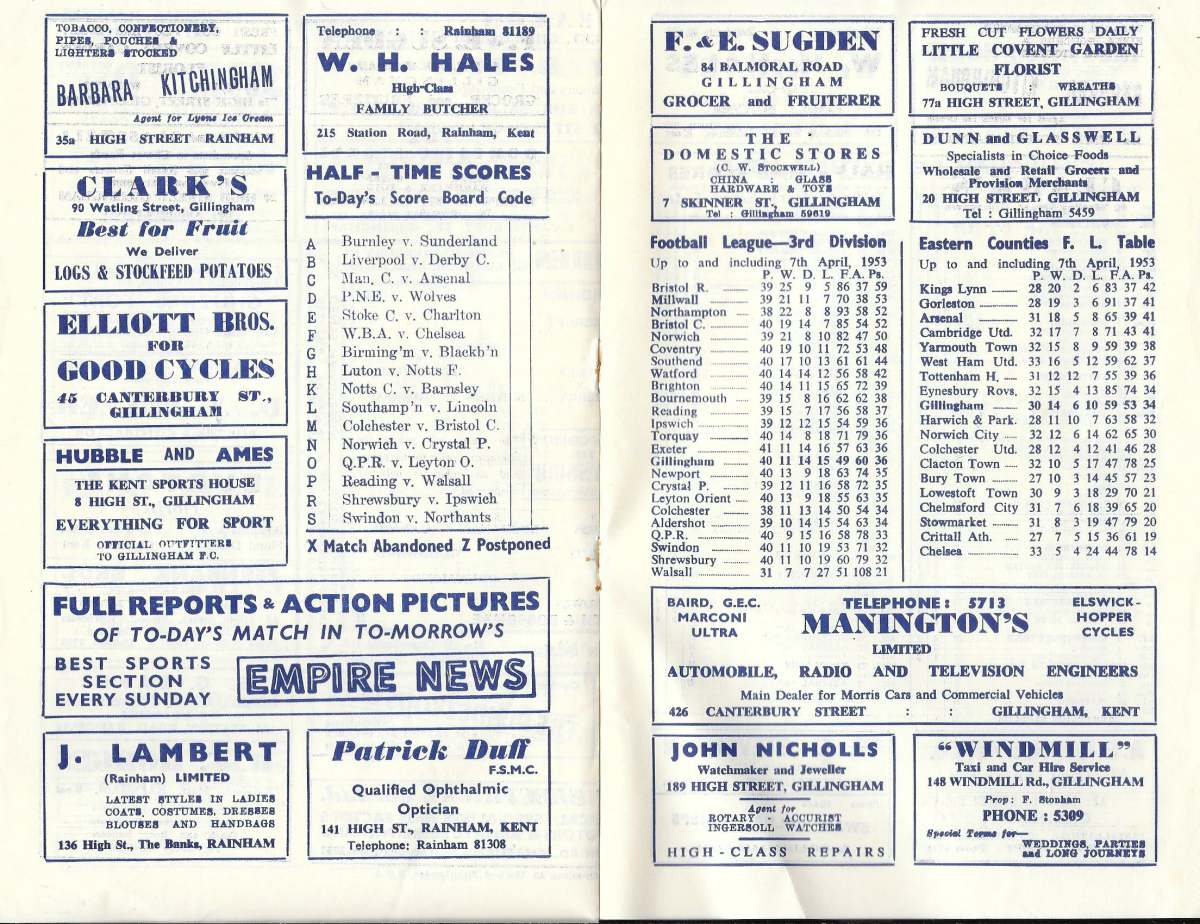 TOBACCO, CONFECTIONERY,
PIPES, POUCHES &
LIGHTERS STOCKED
BARBARA KITCHINGHAM
Agent for Lyons Ice Cream
35a HIGH STREET RAINHAM
CLARK'S
90 Watling Street, Gillingham
Best for Fruit
We Deliver
LOGS & STOCKFEED POTATOES
ELLIOTT BROS.
FOR
GOOD CYCLES
45 CANTERBURY ST.,
GILLINGHAM
HUBBLE AND AMES
THE KENT SPORTS HOUSE
8 HIGH ST., GILLINGHAM
EVERYTHING FOR SPORT
OFFICIAL OUTFITTERS
TO GILLINGHAM F.C.
Telephone : : Rainham 81189
W. H. HALES
High-Class
FAMILY BUTCHER
215 Station Road, Rainham, Kent
HALF - TIME SCORES
To-Day's Score Board Code
A Burnley v. Sunderland
B Liverpool v. Derby C.
C Man. C. v. Arsenal
D P.N.E. v. Wolves
E Stoke C. v. Charlton
F W.B.A. v. Chelsea
G Birming'm v. Blackb'n
H Luton v. Notts F.
K Notts C. v. Barnsley
L Southamp'n v. Lincoln
M Colchester v. Bristol C.
N Norwich v. Crystal P.
O Q.P.R. v. Leyton O.
P Reading v. Walsall
R Shrewsbury v. Ipswich
S Swindon v. Northants
X Match Abandoned Z Postponed
FULL REPORTS & ACTION PICTURES
OF TO-DAY'S MATCH IN TO-MORROW'S
BEST SPORTS
SECTION
EVERY SUNDAY
EMPIRE NEWS
J. LAMBERT
(Rainham) LIMITED
LATEST STYLES IN LADIES
COATS, COSTUMES, DRESSES
BLOUSES AND HANDBAGS
136 High St., The Banks, RAINHAM
Patrick Duff
F.S.M.C.
Qualified Ophthalmic
Optician
141 HIGH ST., RAINHAM, KENT
Telephone: Rainham 81308
F. & E. SUGDEN
84 BALMORAL ROAD
GILLINGHAM
GROCER and FRUITERER
FRESH CUT FLOWERS DAILY
LITTLE COVENT GARDEN
FLORIST
BOUQUETS : WREATHS
77a HIGH STREET, GILLINGHAM
THE
DOMESTIC STORES
(C. W. STOCKWELL)
CHINA : GLASS
HARDWARE & TOYS
7 SKINNER ST., GILLINGHAM
Tel : Gillingham 59619
DUNN and GLASSWELL
Specialists in Choice Foods
Wholesale and Retail Grocers and
Provision Merchants
20 HIGH STREET. GILLINGHAM
Tel : Gillingham 5459
Football League—3rd Division
Up to and including 7th April, 1953
P. W. D. L. F. A. Ps.
Bristol R. 39 25 9 5 86 37 59
Millwall 39 21 11 7 70 38 53
Northampton 38 22 8 8 93 58 52
Bristol C. 40 19 14 7 85 54 52
Norwich 39 21 8 10 82 47 50
Coventry 40 19 10 11 72 53 48
Southend 40 17 10 13 61 61 44
Watford 40 14 14 12 56 58 42
Brighton 40 14 11 15 65 72 39
Bournemouth 39 15 8 16 62 62 38
Reading 39 15 7 17 56 58 37
Ipswich 39 12 12 15 54 59 36
Torquay 40 14 8 18 71 79 36
Exeter 41 11 14 16 57 63 36
Gillingham 40 11 14 15 49 60 36
Newport 40 13 9 18 63 74 35
Crystal P. 39 12 11 16 58 72 35
Leyton Orient 40 13 9 18 55 63 35
Colchester 38 11 13 14 50 54 34
Aldershot 39 10 14 15 54 63 34
Q.P.R. 40 9 15 16 58 78 33
Swindon 40 11 10 19 53 71 32
Shrewsbury 40 11 10 19 60 79 32
Walsall 31 7 7 27 51 108 21
Eastern Counties F. L. Table
Up to and including 7th April, 1953
P. W. D. L. F. A. Ps.
Kings Lynn 28 20 2 6 83 37 42
Gorleston 28 19 3 6 91 37 41
Arsenal 31 18 5 8 65 39 41
Cambridge Utd. 32 17 7 8 71 43 41
Yarmouth Town 32 15 8 9 59 39 38
West Ham Utd. 33 16 5 12 59 62 37
Tottenham H. 31 12 12 7 55 39 36
Eynesbury Rovs. 32 15 4 13 85 74 34
Gillingham 30 14 6 10 59 53 34
Harwich & Park. 28 11 10 7 63 58 32
Norwich City 32 12 6 14 62 65 30
Colchester Utd. 28 12 4 12 41 46 28
Clacton Town 32 10 5 17 47 78 25
Bury Town 27 10 3 14 45 57 23
Lowestoft Town 30 9 3 18 29 70 21
Chelmsford City 31 7 6 18 39 65 20
Stowmarket 31 8 3 19 47 79 20
Crittall Ath. 27 7 5 15 36 61 19
Chelsea 33 5 4 24 44 78 14
BAIRD, G.E.C.
MARCONI
ULTRA
TELEPHONE: 5713
MANINGTON'S
LIMITED
ELSWICK-
HOPPER
CYCLES
AUTOMOBILE, RADIO AND TELEVISION ENGINEERS
Main Dealer for Morris Cars and Commercial Vehicles
426 CANTERBURY STREET : : GILLINGHAM, KENT
JOHN NICHOLLS
Watchmaker and Jeweller
189 HIGH STREET, GILLINGHAM
Agent for
ROTARY : ACCURIST
INGERSOLL WATCHES
HIGH-CLASS REPAIRS
"WINDMILL"
Taxi and Car Hire Service
148 WINDMILL Rd., GILLINGHAM
Prop: F. Stonham
PHONE : 5309
Special Terms for—
WEDDINGS, PARTIES
and LONG JOURNEYS